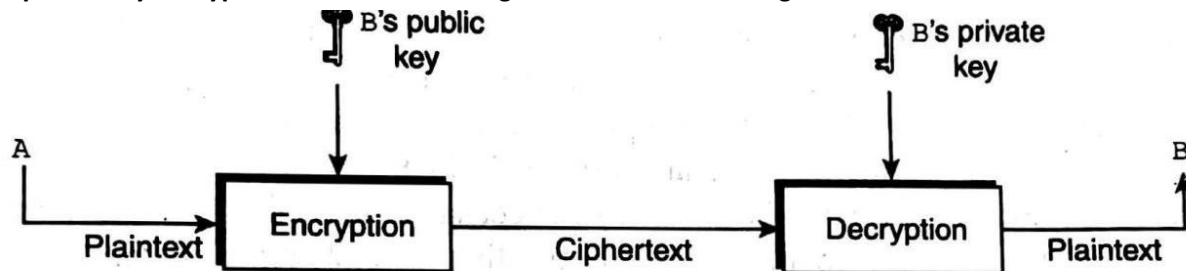 B's public
key
B's private
key
A
B
Encryption
Decryption
Plaintext
Ciphertext
Plaintext